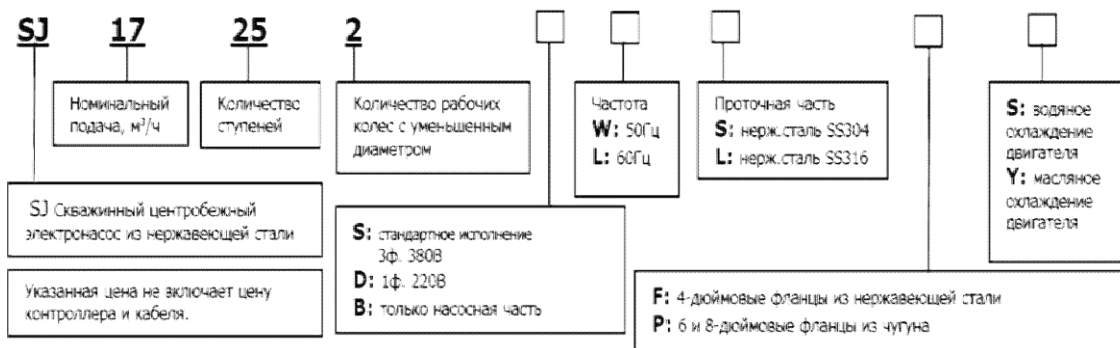 SJ 17 25 2
Номинальный
подача, м³/ч
Количество
ступеней
Количество рабочих
колес с уменьшенным
диаметром
Частота
W: 50Гц
L: 60Гц
Проточная часть
S: нерж.сталь SS304
L: нерж.сталь SS316
S: водяное
охлаждение
двигателя
Y: масляное
охлаждение
двигателя
SJ Скважинный центробежный
электронасос из нержавеющей стали
Указанная цена не включает цену
контроллера и кабеля.
S: стандартное исполнение
3ф. 380В
D: 1ф. 220В
B: только насосная часть
F: 4-дюймовые фланцы из нержавеющей стали
P: 6 и 8-дюймовые фланцы из чугуна